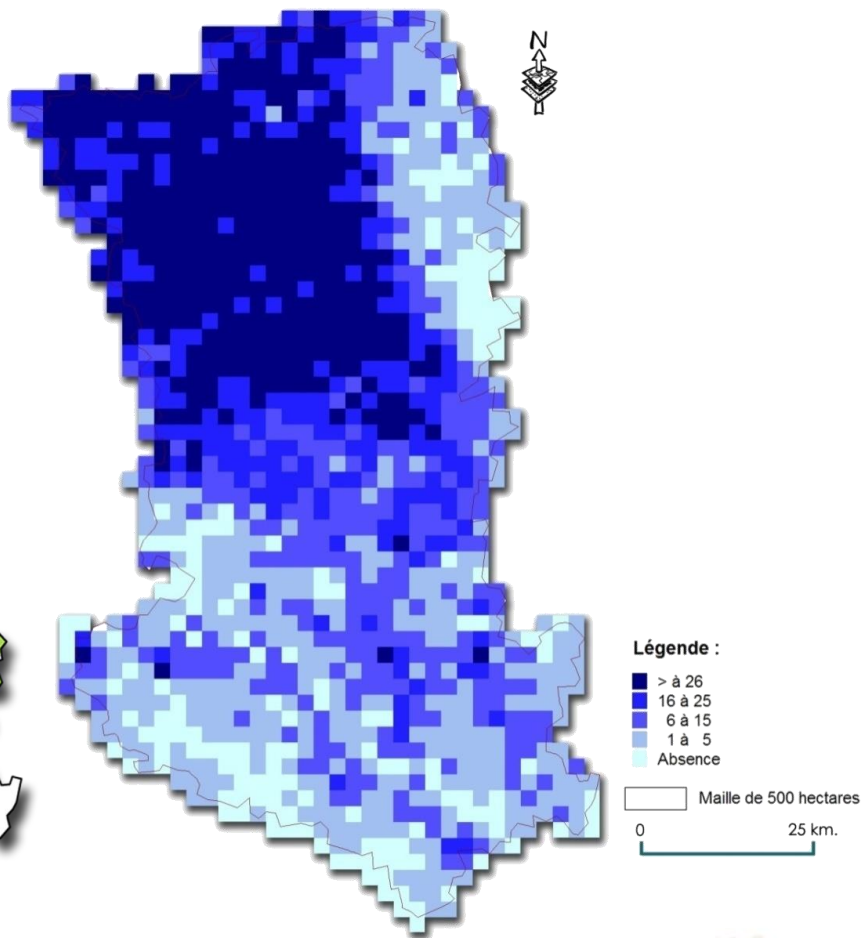 N
Légende :
> à 26
16 à 25
6 à 15
1 à 5
Absence
Maille de 500 hectares
0 25 km.